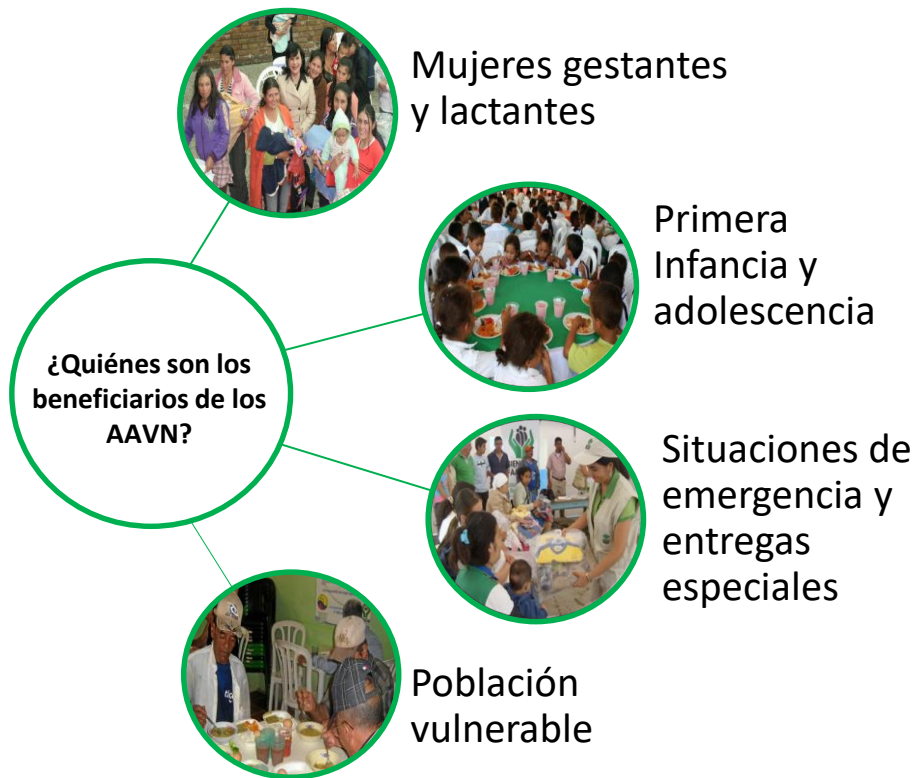 Mujeres gestantes
y lactantes
Primera
Infancia y
adolescencia
¿Quiénes son los
beneficiarios de los
AAVN?
Situaciones de
emergencia y
entregas
especiales
Población
vulnerable